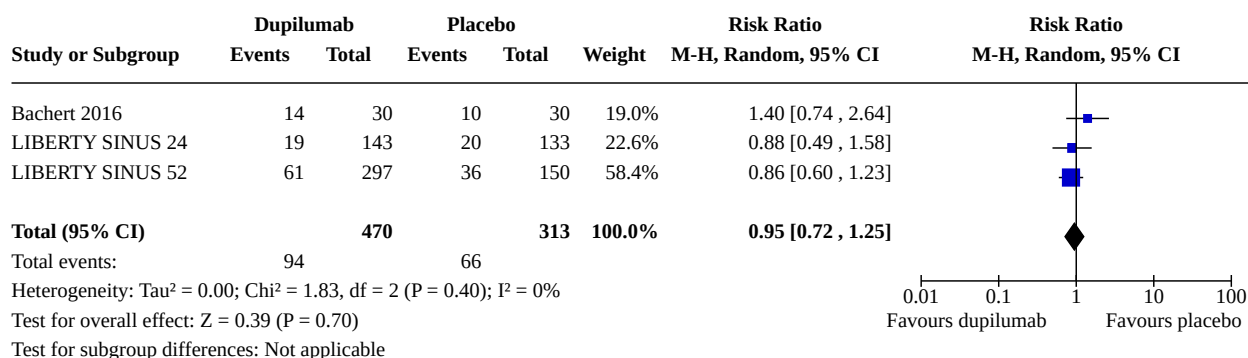 Dupilumab Placebo Risk Ratio Risk Ratio
Study or Subgroup Events Total Events Total Weight M-H, Random, 95% CI M-H, Random, 95% CI
Bachert 2016 14 30 10 30 19.0% 1.40 [0.74 , 2.64]
LIBERTY SINUS 24 19 143 20 133 22.6% 0.88 [0.49 , 1.58]
LIBERTY SINUS 52 61 297 36 150 58.4% 0.86 [0.60 , 1.23]
Total (95% CI) 470 313 100.0% 0.95 [0.72 , 1.25]
Total events: 94 66
Heterogeneity: Tau² = 0.00; Chi² = 1.83, df = 2 (P = 0.40); I² = 0%
0.01 0.1 1 10 100
Test for overall effect: Z = 0.39 (P = 0.70)
Favours dupilumab Favours placebo
Test for subgroup differences: Not applicable